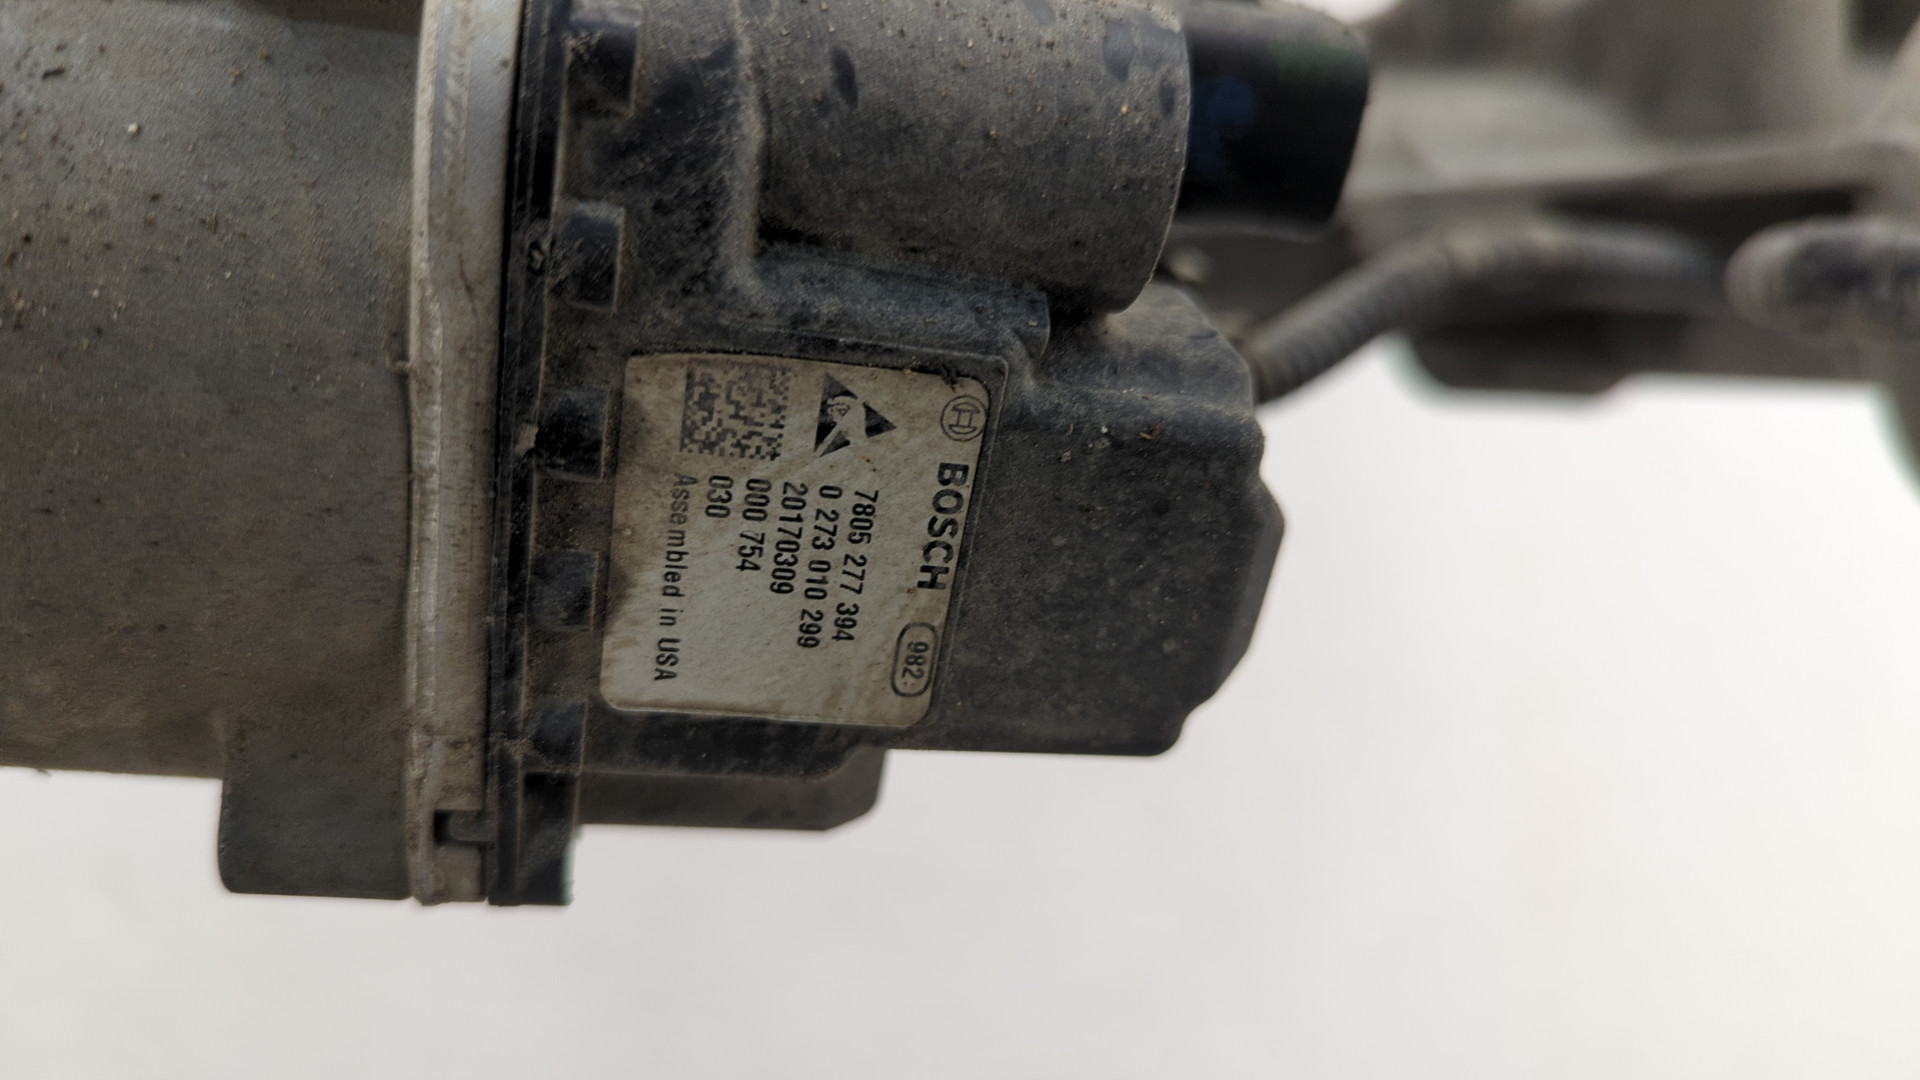 BOSCH 982
7805 277 394
0 273 010 299
20170309
000 754
030
Assembled in USA